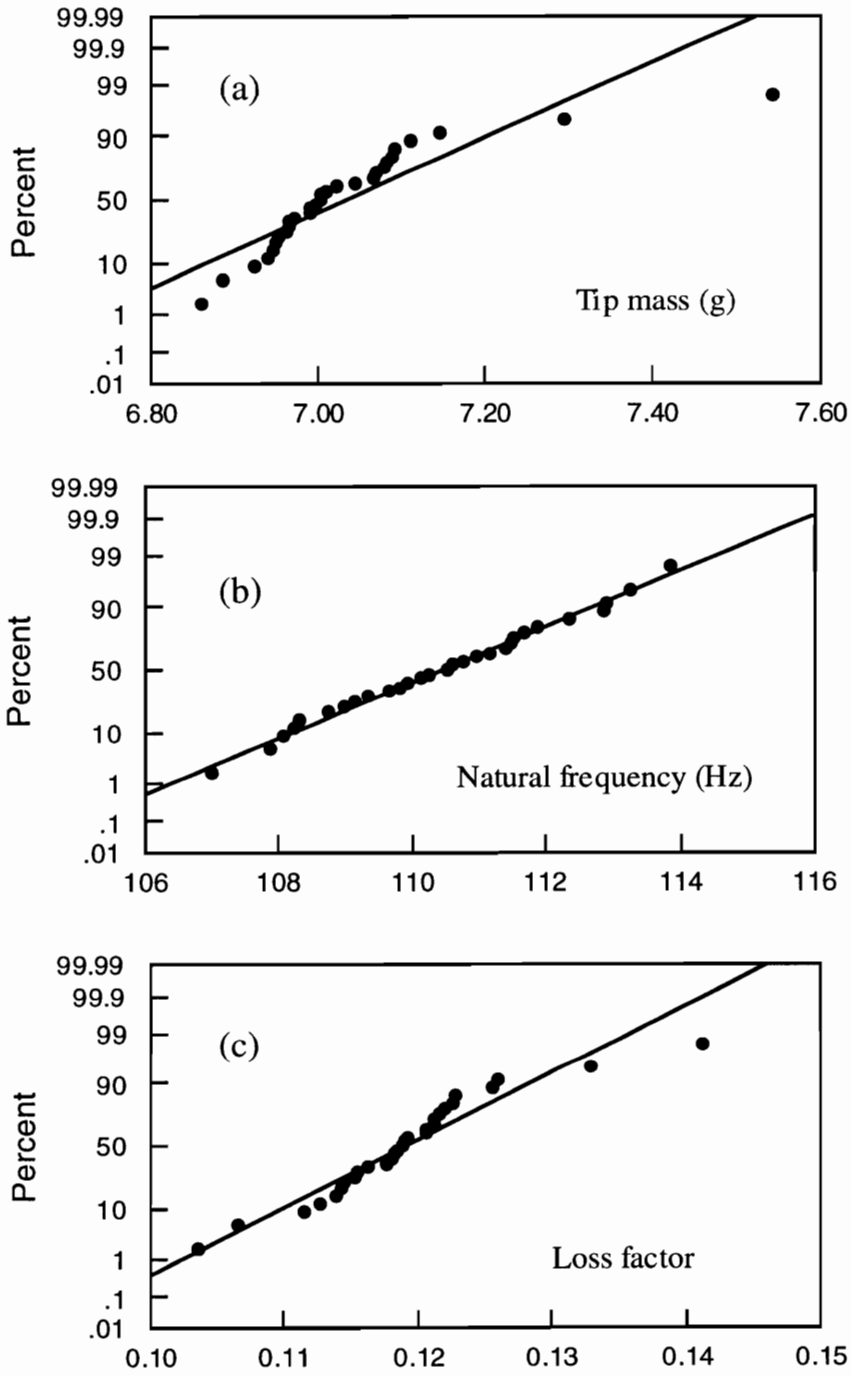 99.99
99.9
99
90
50
10
1
.1
.01
Percent
(a)
Tip mass (g)
6.80 7.00 7.20 7.40 7.60
99.99
99.9
99
90
50
10
1
.1
.01
Percent
(b)
Natural frequency (Hz)
106 108 110 112 114 116
99.99
99.9
99
90
50
10
1
.1
.01
Percent
(c)
Loss factor
0.10 0.11 0.12 0.13 0.14 0.15